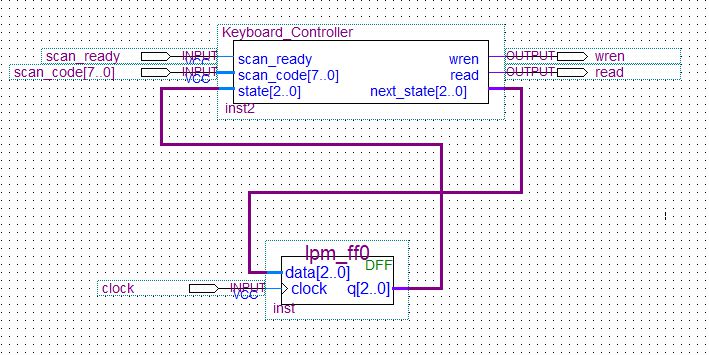 Keyboard_Controller
scan_ready INPUT VCC scan_ready wren OUTPUT wren
scan_code[7..0] INPUT VCC scan_code[7..0] read OUTPUT read
state[2..0] next_state[2..0]
inst2
lpm_ff0
DFF
data[2..0]
clock INPUT VCC clock q[2..0]
inst